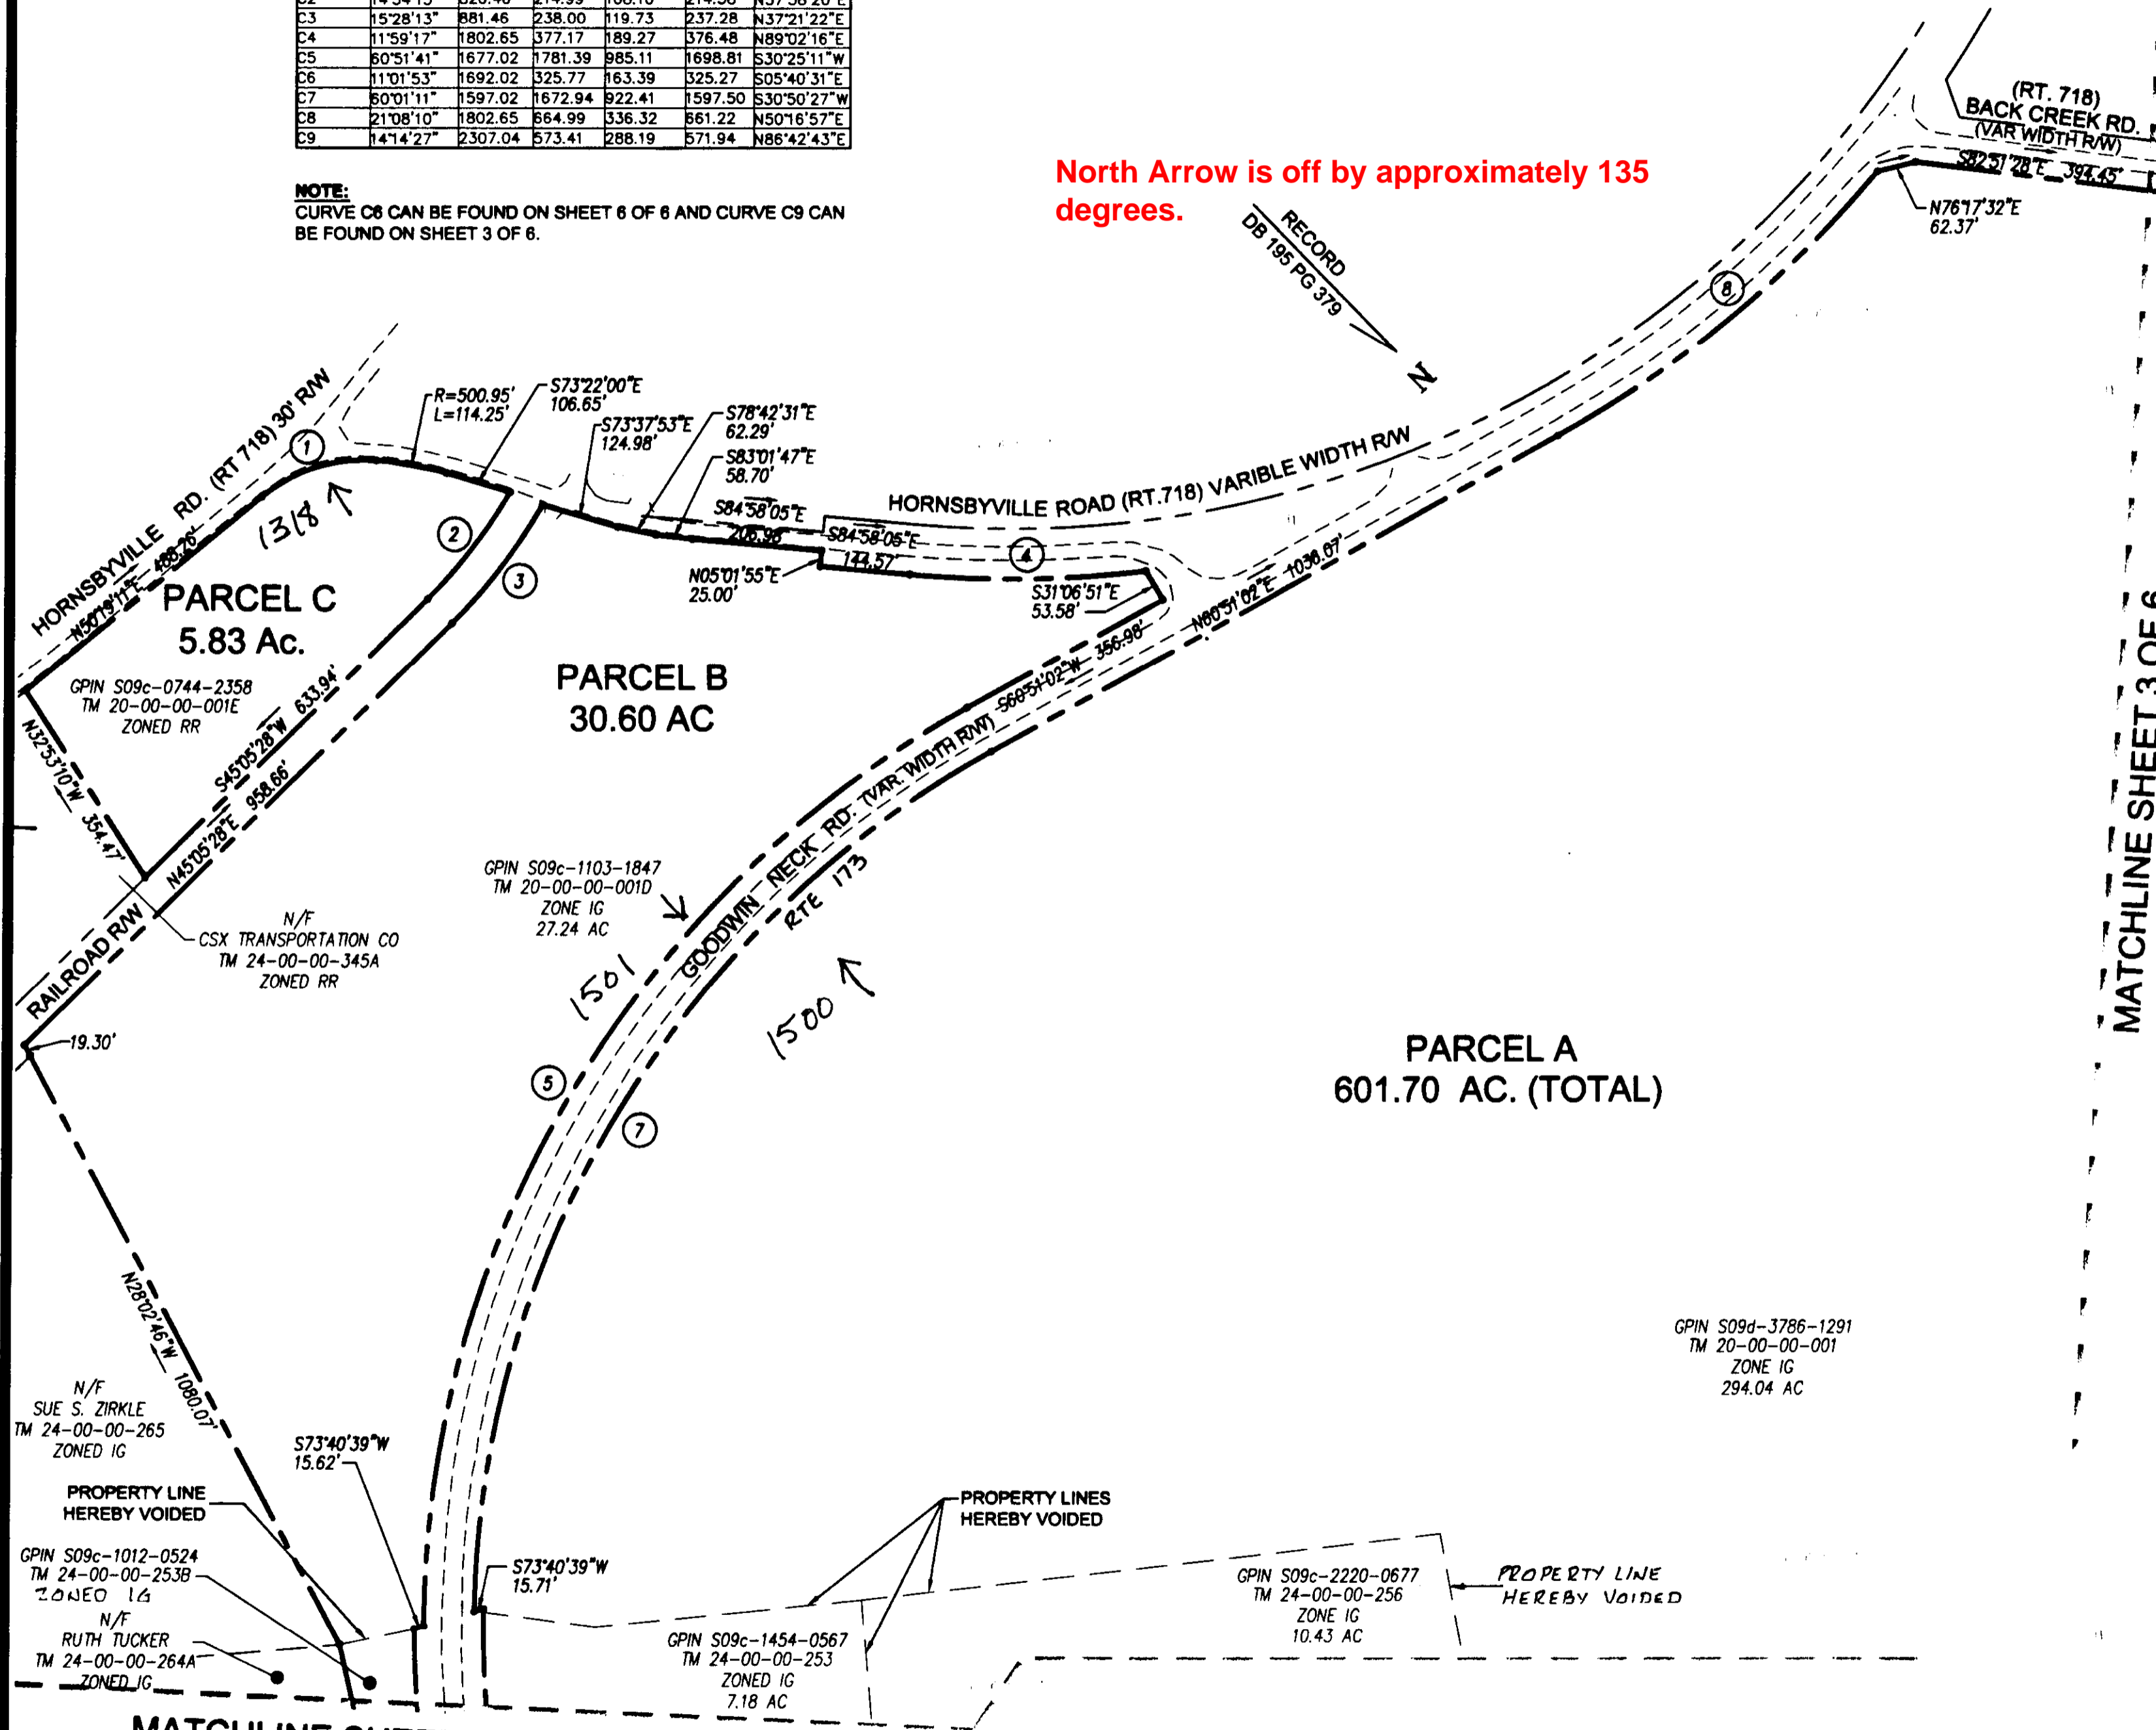 C3 15°28'13" 881.46 238.00 119.73 237.28 N37°21'22"E
C4 11°59'17" 1802.65 377.17 189.27 376.48 N89°02'16"E
C5 60°51'41" 1677.02 1781.39 985.11 1698.81 S30°25'11"W
C6 11°01'53" 1692.02 325.77 163.39 325.27 S05°40'31"E
C7 60°01'11" 1597.02 1672.94 922.41 1597.50 S30°50'27"W
C8 21°08'10" 1802.65 664.99 336.32 661.22 N50°16'57"E
C9 14°14'27" 2307.04 573.41 288.19 571.94 N86°42'43"E
NOTE:
CURVE C6 CAN BE FOUND ON SHEET 6 OF 6 AND CURVE C9 CAN
BE FOUND ON SHEET 3 OF 6.
North Arrow is off by approximately 135
degrees.
RECORD
DB 195 PG 379
N
(RT. 718)
BACK CREEK RD.
(VAR WIDTH R/W)
S82°51'28"E 394.45'
N76°17'32"E
62.37'
8
HORNSBYVILLE RD. (RT 718) 30' R/W
N50°19'11"E 488.26'
1
1318
R=500.95'
L=114.25'
S73°22'00"E
106.65'
S73°37'53"E
124.98'
S78°42'31"E
62.29'
S83°01'47"E
58.70'
S84°58'05"E
206.98'
HORNSBYVILLE ROAD (RT.718) VARIBLE WIDTH R/W
S84°58'05"E
144.57'
4
N05°01'55"E
25.00'
S31°06'51"E
53.58'
N60°51'02"E 1036.07'
S60°51'02"W 356.98'
2
3
PARCEL C
5.83 Ac.
GPIN S09c-0744-2358
TM 20-00-00-001E
ZONED RR
N32°53'10"W 354.47'
S45°05'28"W 633.94'
N45°05'28"E 958.66'
PARCEL B
30.60 AC
GPIN S09c-1103-1847
TM 20-00-00-001D
ZONE IG
27.24 AC
GOODWIN NECK RD. (VAR. WIDTH R/W)
RTE 173
1501
1500
N/F
CSX TRANSPORTATION CO
TM 24-00-00-345A
ZONED RR
RAILROAD R/W
19.30'
5
7
PARCEL A
601.70 AC. (TOTAL)
MATCHLINE SHEET 3 OF 6
GPIN S09d-3786-1291
TM 20-00-00-001
ZONE IG
294.04 AC
N28°02'46"W 1080.07'
N/F
SUE S. ZIRKLE
TM 24-00-00-265
ZONED IG
S73°40'39"W
15.62'
PROPERTY LINE
HEREBY VOIDED
GPIN S09c-1012-0524
TM 24-00-00-253B
ZONED IG
N/F
RUTH TUCKER
TM 24-00-00-264A
ZONED IG
S73°40'39"W
15.71'
PROPERTY LINES
HEREBY VOIDED
GPIN S09c-1454-0567
TM 24-00-00-253
ZONED IG
7.18 AC
GPIN S09c-2220-0677
TM 24-00-00-256
ZONE IG
10.43 AC
PROPERTY LINE
HEREBY VOIDED